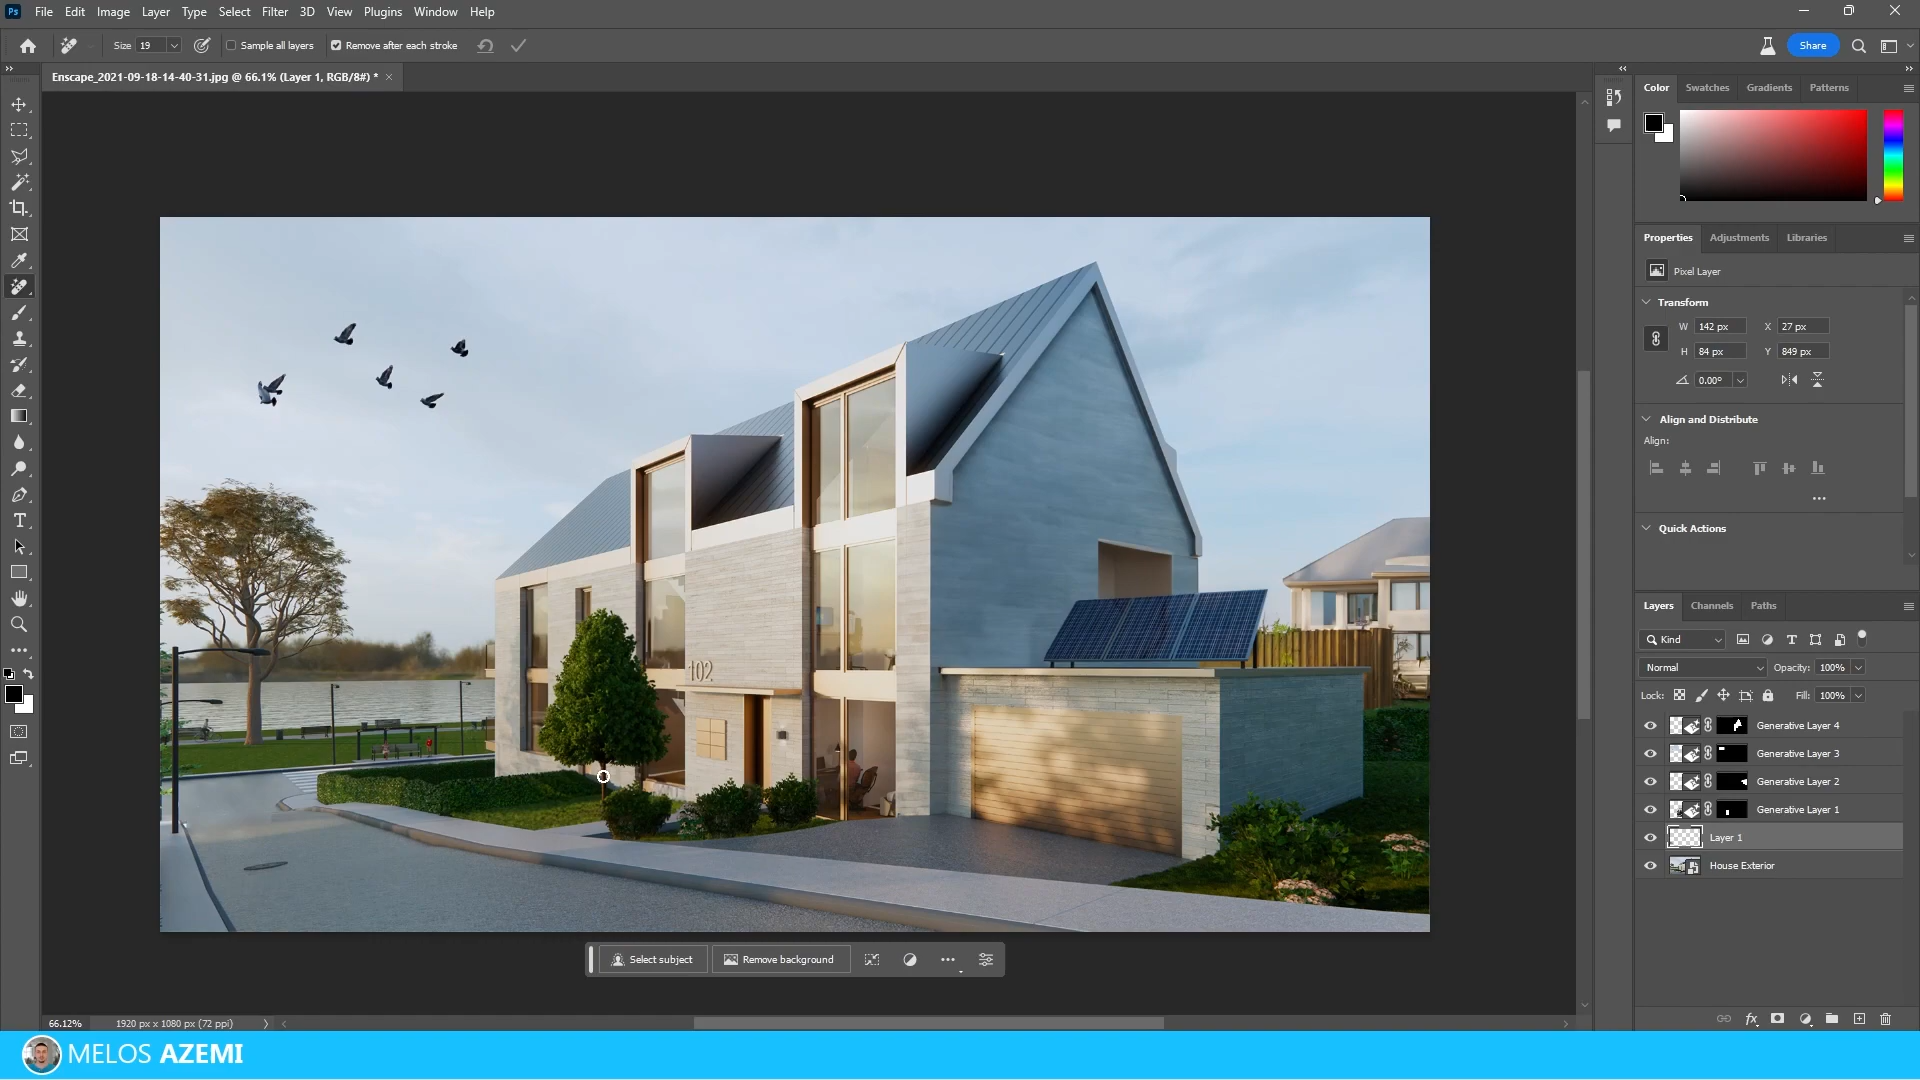 Ps File Edit Image Layer Type Select Filter 3D View Plugins Window Help
Size 19 Sample all layers Remove after each stroke Share
Enscape_2021-09-18-14-40-31.jpg @ 66.1% (Layer 1, RGB/8#) *
Color Swatches Gradients Patterns
Properties Adjustments Libraries
Pixel Layer
Transform
W 142 px X 27 px
H 84 px Y 849 px
0.00°
Align and Distribute
Align:
Quick Actions
Layers Channels Paths
Kind
Normal Opacity: 100%
Lock: Fill: 100%
Generative Layer 4
Generative Layer 3
Generative Layer 2
Generative Layer 1
Layer 1
House Exterior
102
Select subject Remove background
66.12% 1920 px x 1080 px (72 ppi)
MELOS AZEMI